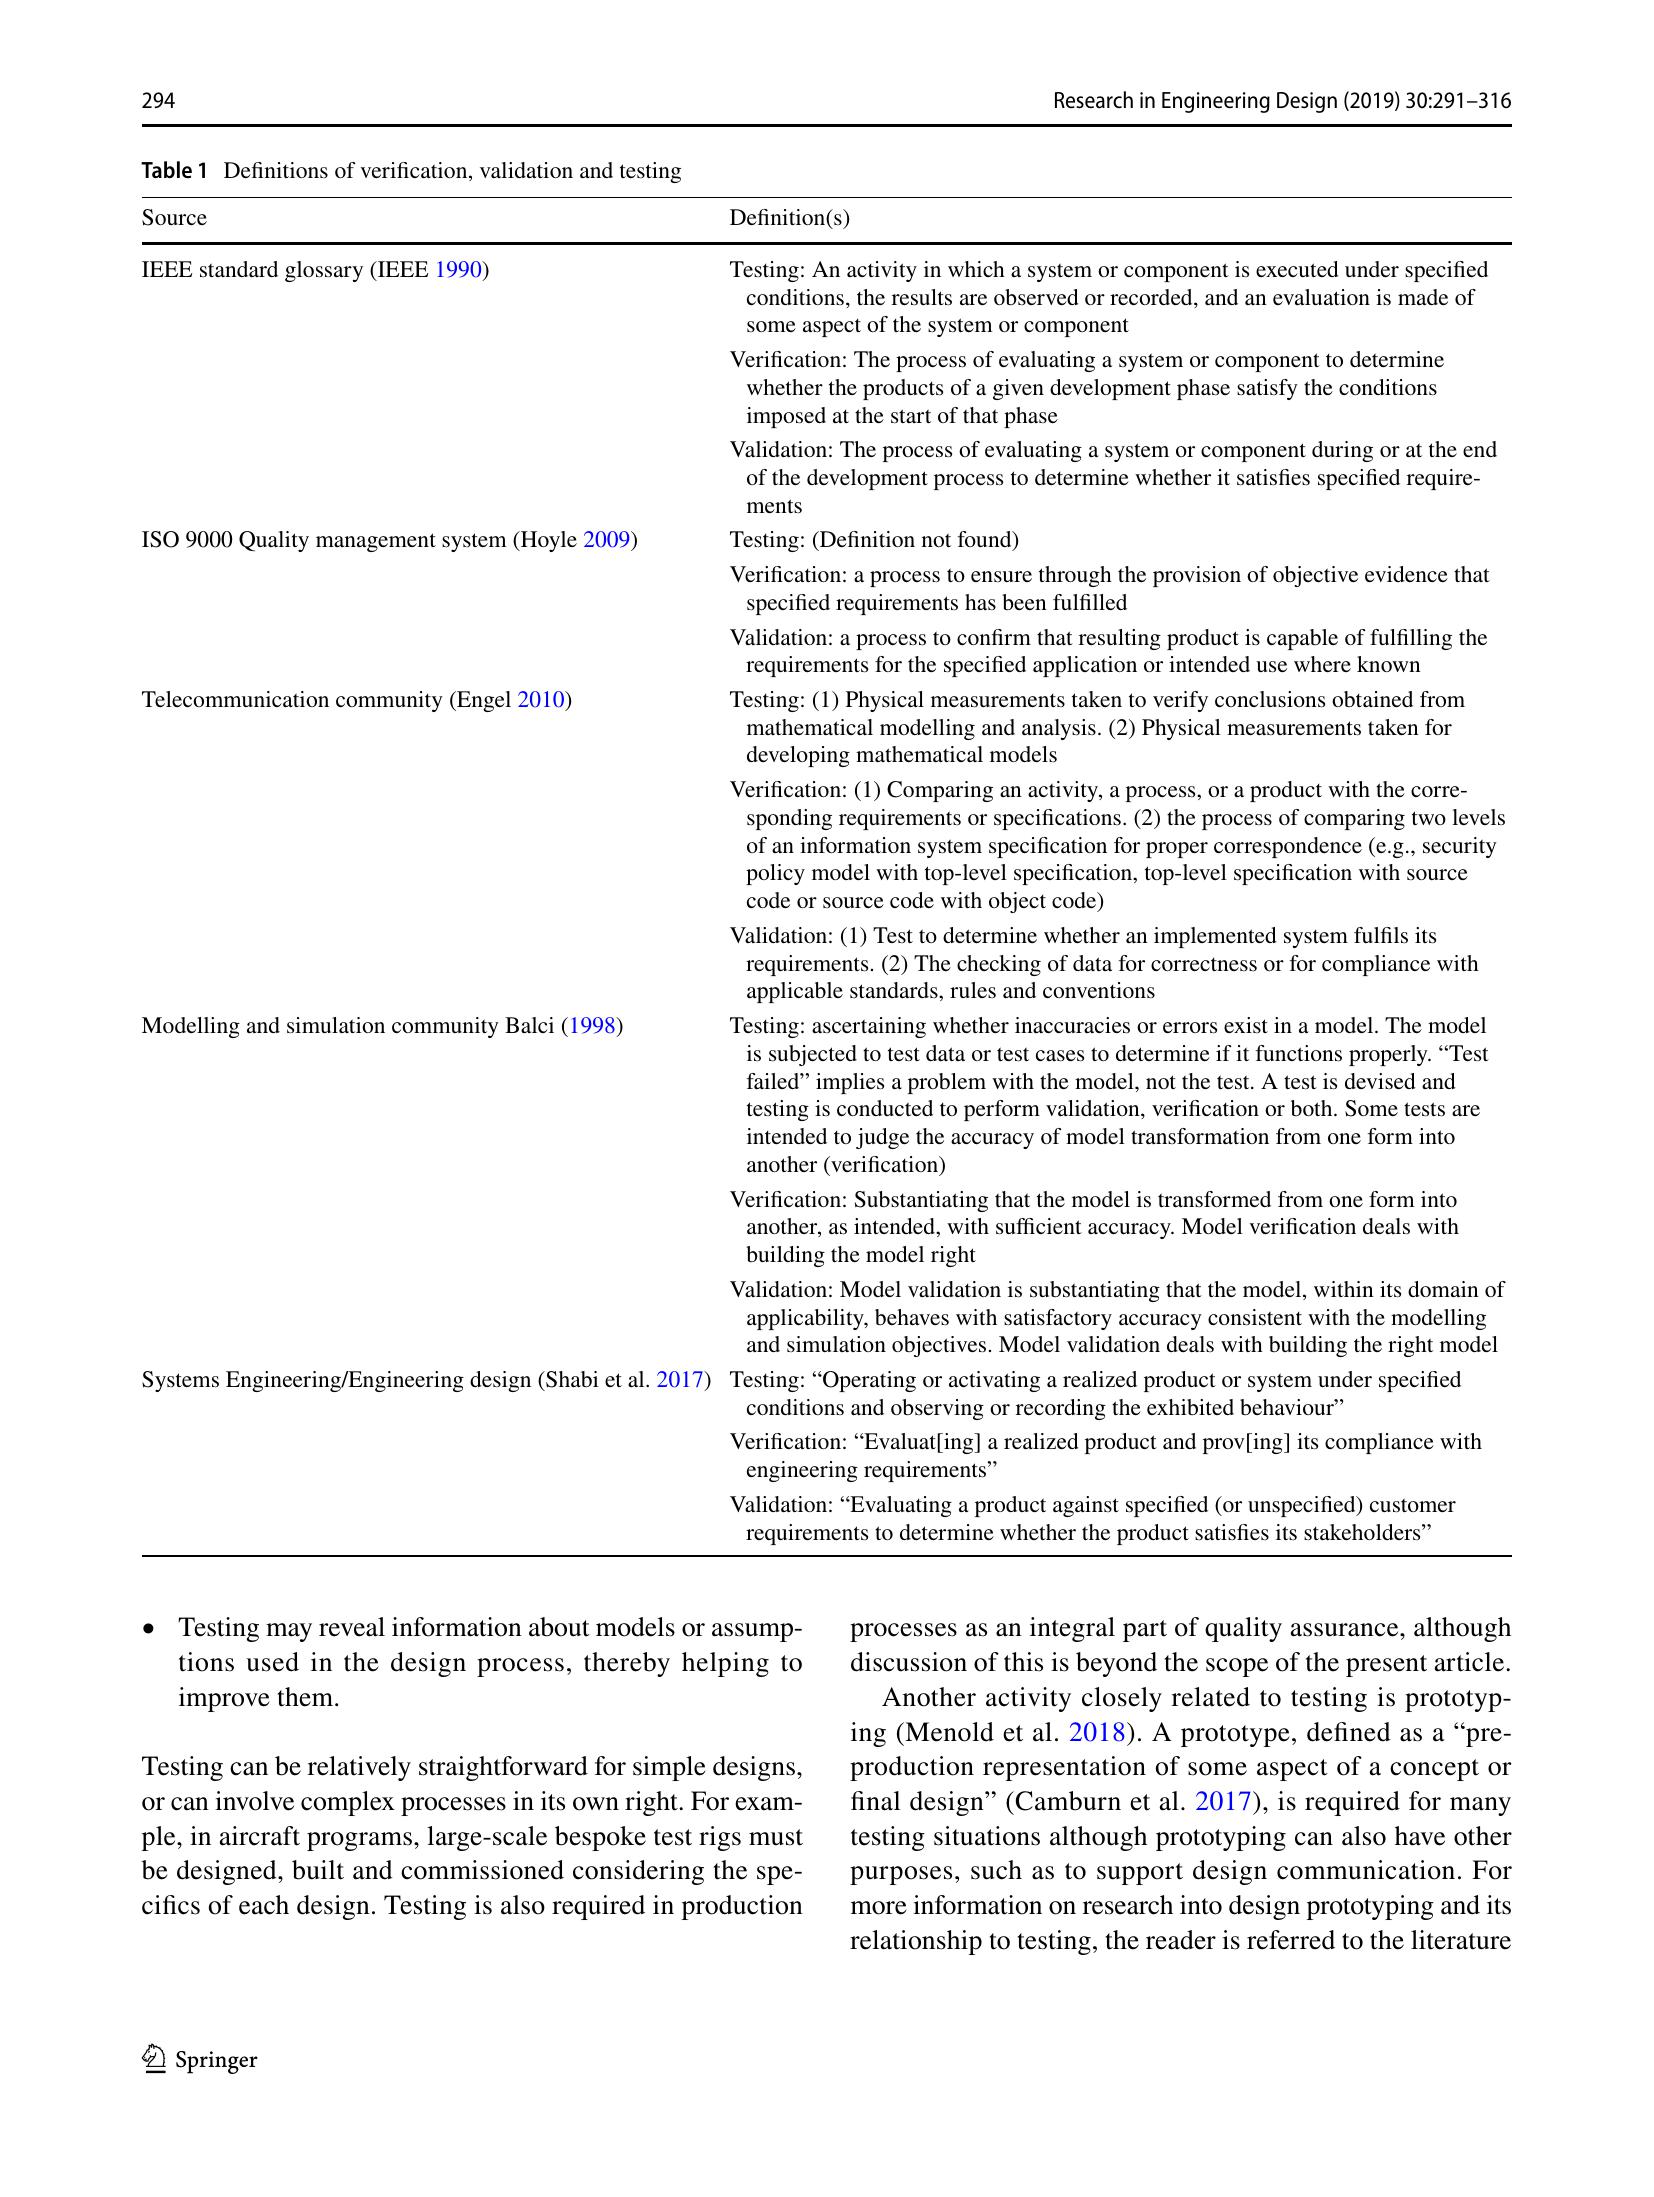 294
Research in Engineering Design (2019) 30:291–316
Table 1 Definitions of verification, validation and testing
Source
Definition(s)
IEEE standard glossary (IEEE 1990)
Testing: An activity in which a system or component is executed under specified
conditions, the results are observed or recorded, and an evaluation is made of
some aspect of the system or component
Verification: The process of evaluating a system or component to determine
whether the products of a given development phase satisfy the conditions
imposed at the start of that phase
Validation: The process of evaluating a system or component during or at the end
of the development process to determine whether it satisfies specified require-
ments
ISO 9000 Quality management system (Hoyle 2009)
Testing: (Definition not found)
Verification: a process to ensure through the provision of objective evidence that
specified requirements has been fulfilled
Validation: a process to confirm that resulting product is capable of fulfilling the
requirements for the specified application or intended use where known
Telecommunication community (Engel 2010)
Testing: (1) Physical measurements taken to verify conclusions obtained from
mathematical modelling and analysis. (2) Physical measurements taken for
developing mathematical models
Verification: (1) Comparing an activity, a process, or a product with the corre-
sponding requirements or specifications. (2) the process of comparing two levels
of an information system specification for proper correspondence (e.g., security
policy model with top-level specification, top-level specification with source
code or source code with object code)
Validation: (1) Test to determine whether an implemented system fulfils its
requirements. (2) The checking of data for correctness or for compliance with
applicable standards, rules and conventions
Modelling and simulation community Balci (1998)
Testing: ascertaining whether inaccuracies or errors exist in a model. The model
is subjected to test data or test cases to determine if it functions properly. “Test
failed” implies a problem with the model, not the test. A test is devised and
testing is conducted to perform validation, verification or both. Some tests are
intended to judge the accuracy of model transformation from one form into
another (verification)
Verification: Substantiating that the model is transformed from one form into
another, as intended, with sufficient accuracy. Model verification deals with
building the model right
Validation: Model validation is substantiating that the model, within its domain of
applicability, behaves with satisfactory accuracy consistent with the modelling
and simulation objectives. Model validation deals with building the right model
Systems Engineering/Engineering design (Shabi et al. 2017)
Testing: “Operating or activating a realized product or system under specified
conditions and observing or recording the exhibited behaviour”
Verification: “Evaluat[ing] a realized product and prov[ing] its compliance with
engineering requirements”
Validation: “Evaluating a product against specified (or unspecified) customer
requirements to determine whether the product satisfies its stakeholders”
• Testing may reveal information about models or assump-
tions used in the design process, thereby helping to
improve them.
Testing can be relatively straightforward for simple designs,
or can involve complex processes in its own right. For exam-
ple, in aircraft programs, large-scale bespoke test rigs must
be designed, built and commissioned considering the spe-
cifics of each design. Testing is also required in production
processes as an integral part of quality assurance, although
discussion of this is beyond the scope of the present article.
Another activity closely related to testing is prototyp-
ing (Menold et al. 2018). A prototype, defined as a “pre-
production representation of some aspect of a concept or
final design” (Camburn et al. 2017), is required for many
testing situations although prototyping can also have other
purposes, such as to support design communication. For
more information on research into design prototyping and its
relationship to testing, the reader is referred to the literature
Springer